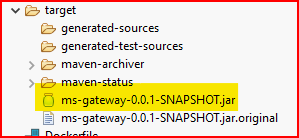 target
generated-sources
generated-test-sources
maven-archiver
maven-status
ms-gateway-0.0.1-SNAPSHOT.jar
ms-gateway-0.0.1-SNAPSHOT.jar.original
Dockerfile